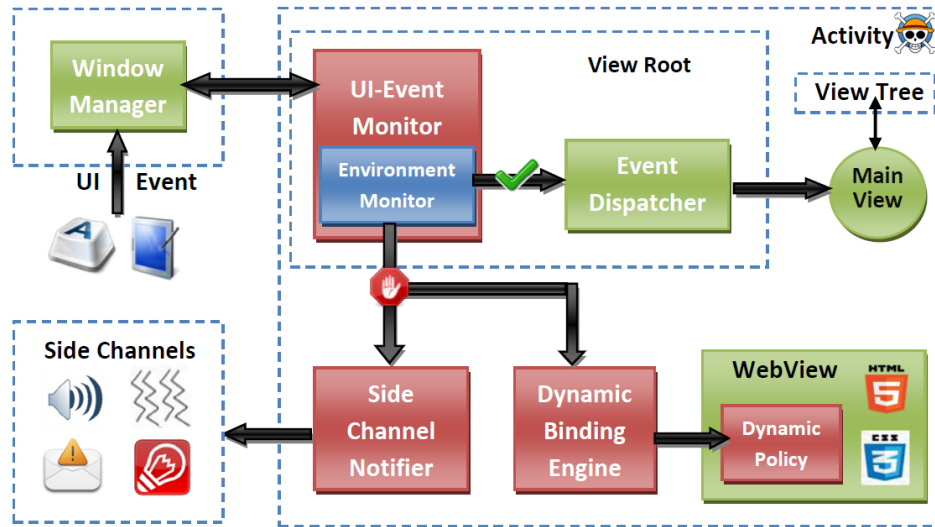 Window
Manager
UI Event
A
UI-Event
Monitor
Environment
Monitor
View Root
Event
Dispatcher
Activity
View Tree
Main
View
Side Channels
Side
Channel
Notifier
Dynamic
Binding
Engine
WebView
Dynamic
Policy
HTML
5
CSS
3